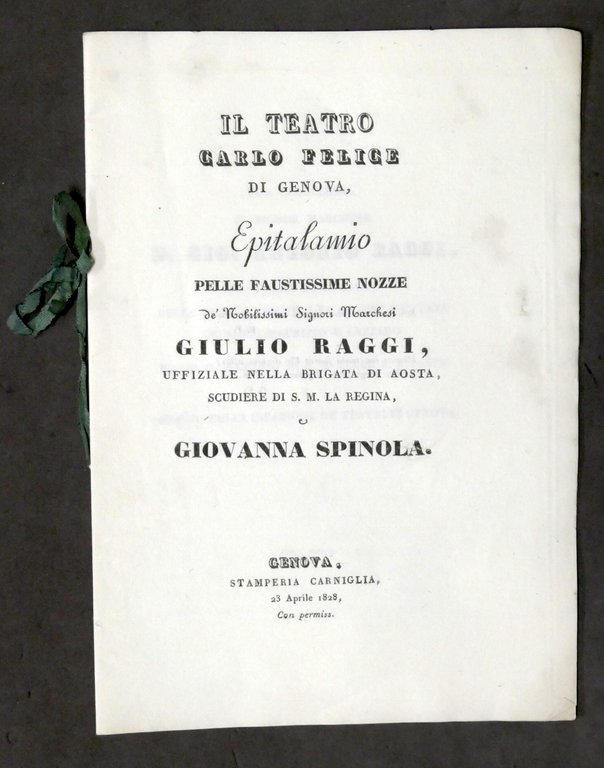 IL TEATRO
CARLO FELICE
DI GENOVA,
Epitalamio
PELLE FAUSTISSIME NOZZE
de' Nobilissimi Signori Marchesi
GIULIO RAGGI,
UFFIZIALE NELLA BRIGATA DI AOSTA,
SCUDIERE DI S. M. LA REGINA,
e
GIOVANNA SPINOLA.
GENOVA,
STAMPERIA CARNIGLIA,
23 Aprile 1828,
Con permiss.